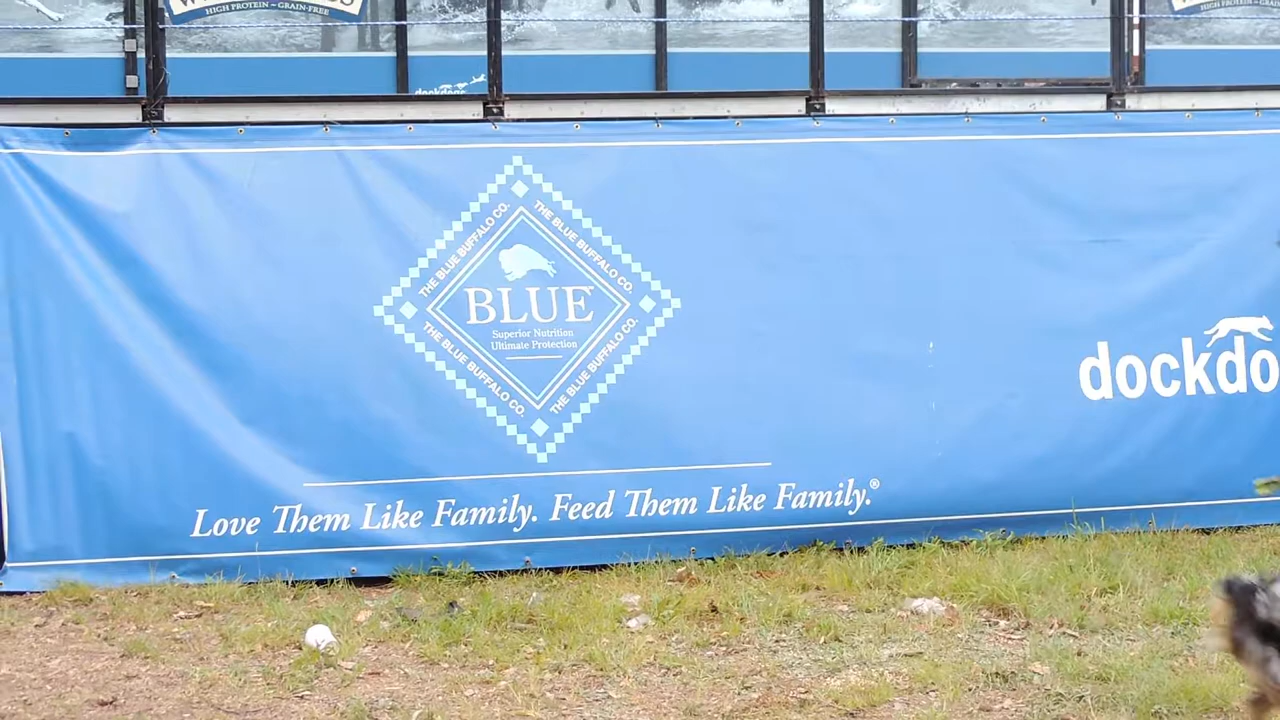 HIGH PROTEIN ~ GRAIN-FREE
dockdogs
THE BLUE BUFFALO CO.
THE BLUE BUFFALO CO.
BLUE
Superior Nutrition
Ultimate Protection
THE BLUE BUFFALO CO.
THE BLUE BUFFALO CO.
dockdo
Love Them Like Family. Feed Them Like Family.®